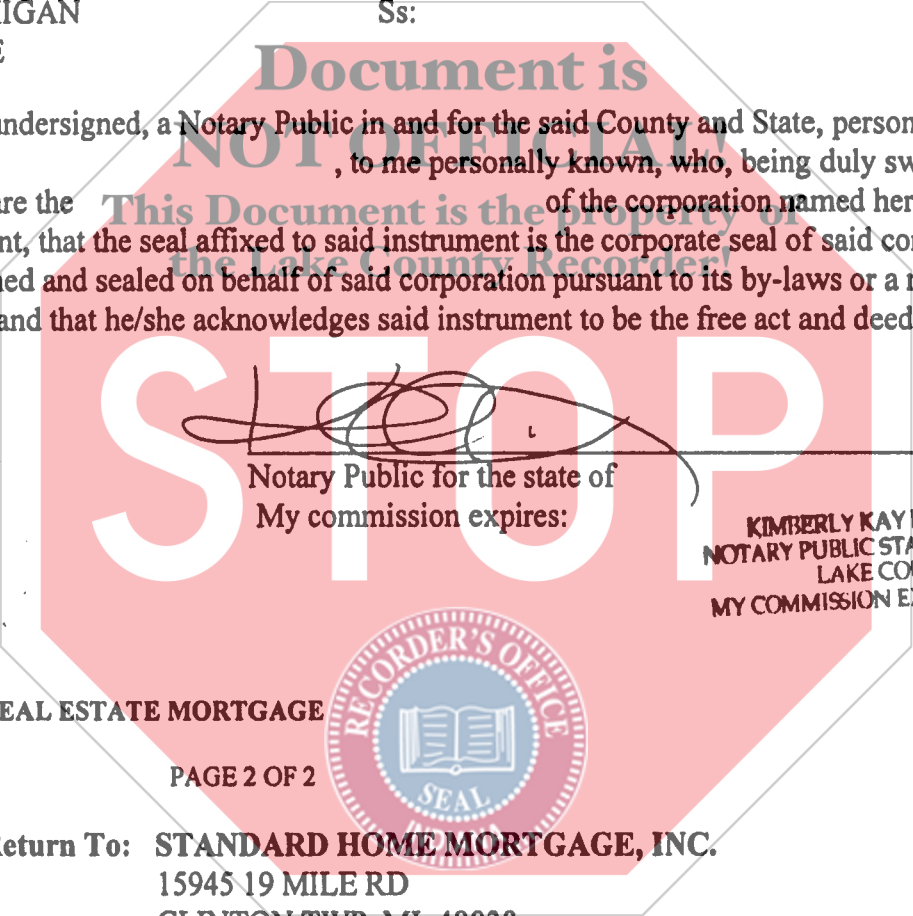 IIGAN Ss:
E
Document is
undersigned, a Notary Public in and for the said County and State, person
NOT OFFICIAL!
, to me personally known, who, being duly sw
This Document is the Property of
are the of the corporation named her
nt, that the seal affixed to said instrument is the corporate seal of said co
the Lake County Recorder!
ned and sealed on behalf of said corporation pursuant to its by-laws or a
and that he/she acknowledges said instrument to be the free act and deed
STOP
Notary Public for the state of
My commission expires:
KIMBERLY KAY
NOTARY PUBLIC STA
LAKE COU
MY COMMISSION E
RECORDER'S OFFICE
SEAL
EAL ESTATE MORTGAGE
PAGE 2 OF 2
Return To: STANDARD HOME MORTGAGE, INC.
15945 19 MILE RD